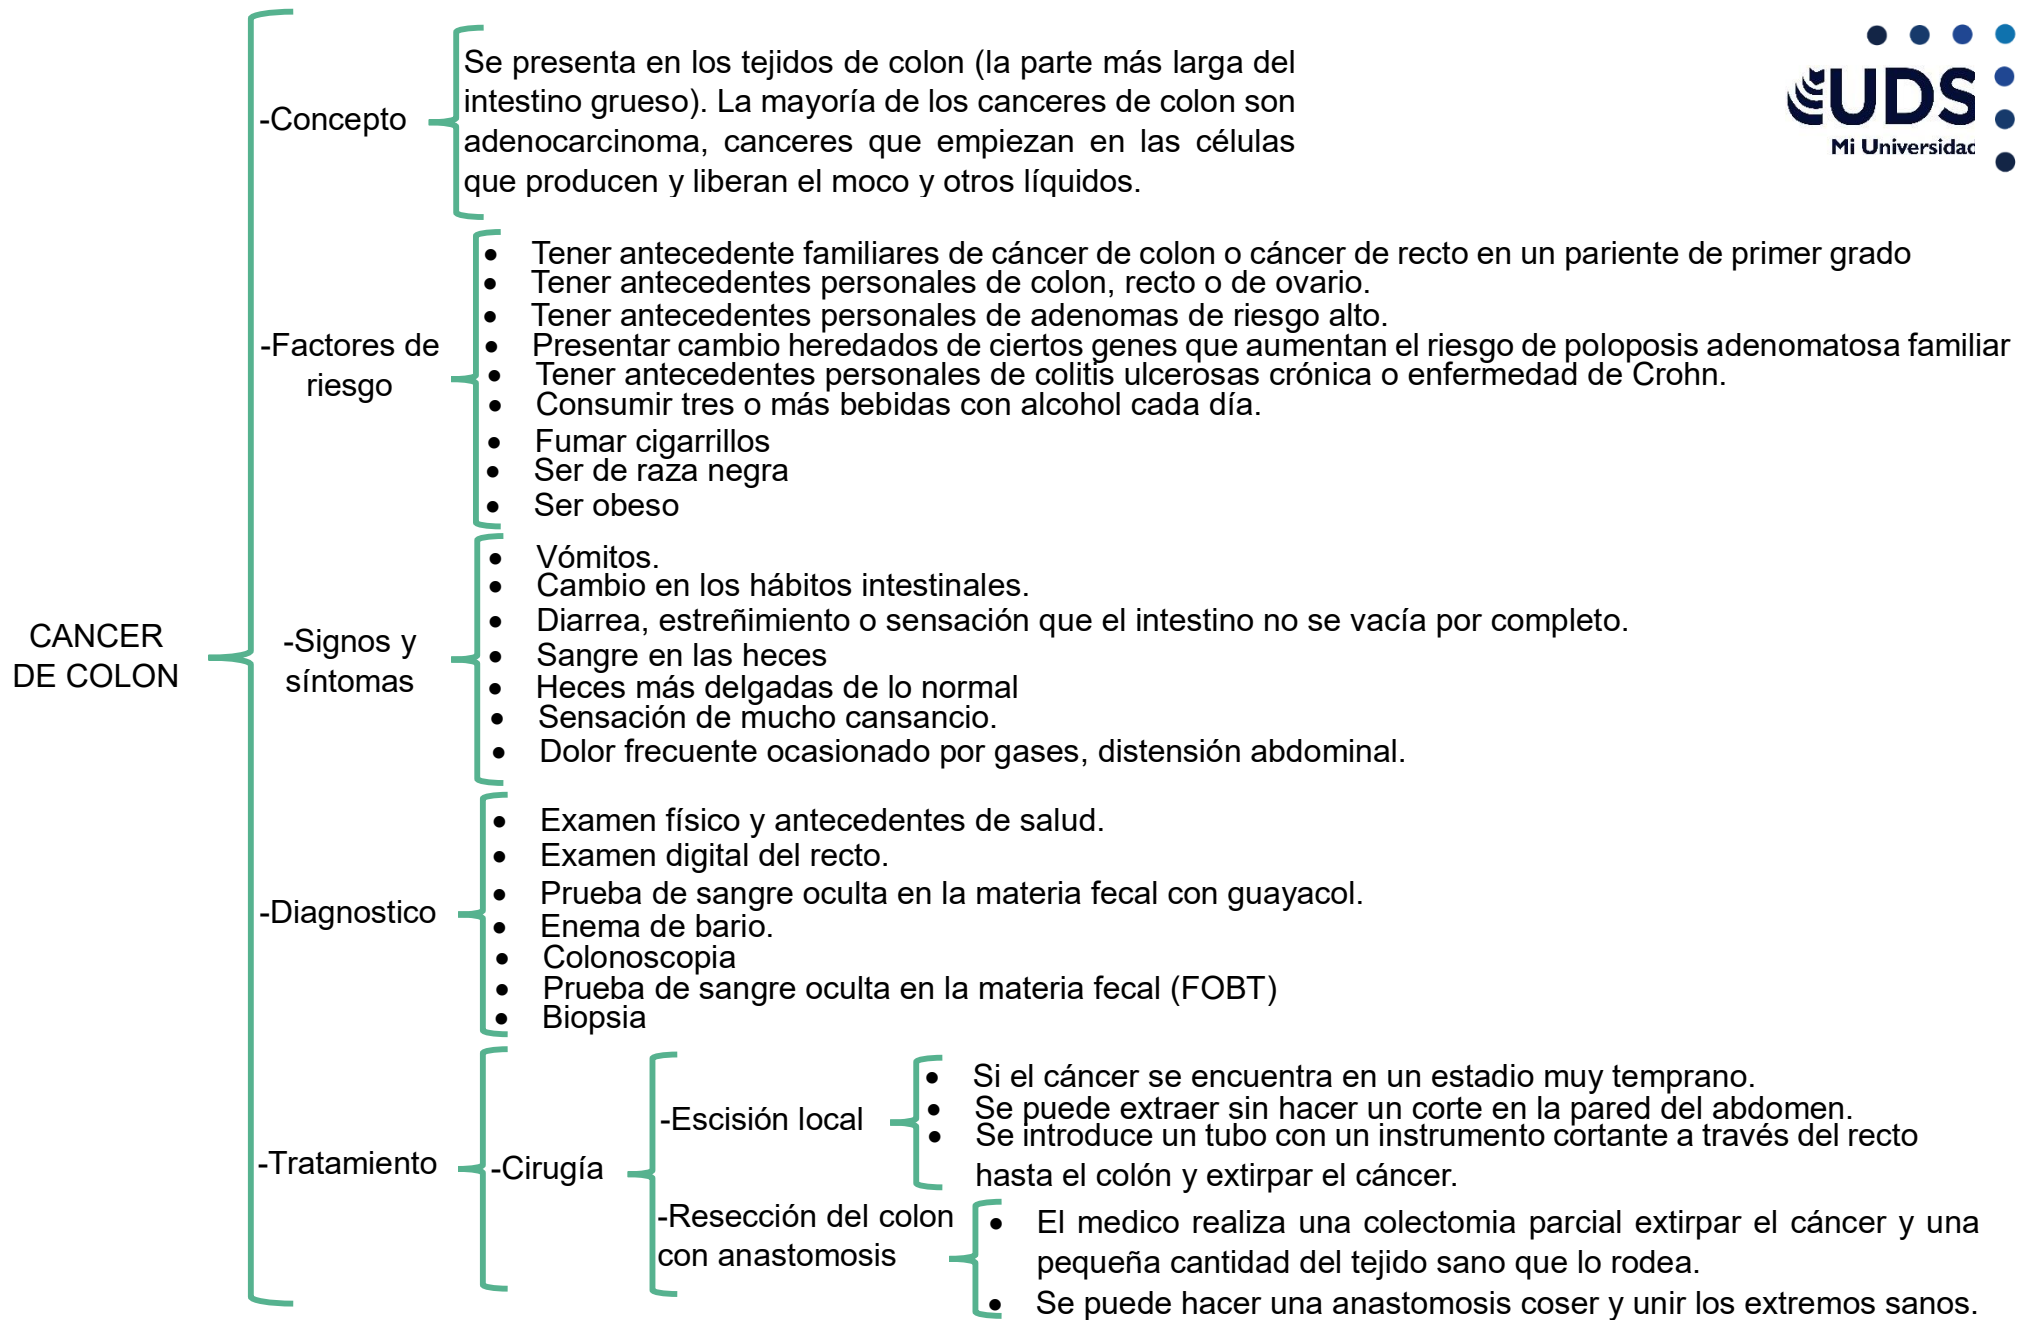 UDS
Mi Universidad
CANCER
DE COLON
-Concepto
Se presenta en los tejidos de colon (la parte más larga del
intestino grueso). La mayoría de los canceres de colon son
adenocarcinoma, canceres que empiezan en las células
que producen y liberan el moco y otros líquidos.
-Factores de
riesgo
• Tener antecedente familiares de cáncer de colon o cáncer de recto en un pariente de primer grado
• Tener antecedentes personales de colon, recto o de ovario.
• Tener antecedentes personales de adenomas de riesgo alto.
• Presentar cambio heredados de ciertos genes que aumentan el riesgo de poloposis adenomatosa familiar
• Tener antecedentes personales de colitis ulcerosas crónica o enfermedad de Crohn.
• Consumir tres o más bebidas con alcohol cada día.
• Fumar cigarrillos
• Ser de raza negra
• Ser obeso
-Signos y
síntomas
• Vómitos.
• Cambio en los hábitos intestinales.
• Diarrea, estreñimiento o sensación que el intestino no se vacía por completo.
• Sangre en las heces
• Heces más delgadas de lo normal
• Sensación de mucho cansancio.
• Dolor frecuente ocasionado por gases, distensión abdominal.
-Diagnostico
• Examen físico y antecedentes de salud.
• Examen digital del recto.
• Prueba de sangre oculta en la materia fecal con guayacol.
• Enema de bario.
• Colonoscopia
• Prueba de sangre oculta en la materia fecal (FOBT)
• Biopsia
-Tratamiento
-Cirugía
-Escisión local
• Si el cáncer se encuentra en un estadio muy temprano.
• Se puede extraer sin hacer un corte en la pared del abdomen.
• Se introduce un tubo con un instrumento cortante a través del recto
hasta el colón y extirpar el cáncer.
-Resección del colon
con anastomosis
• El medico realiza una colectomia parcial extirpar el cáncer y una
pequeña cantidad del tejido sano que lo rodea.
• Se puede hacer una anastomosis coser y unir los extremos sanos.